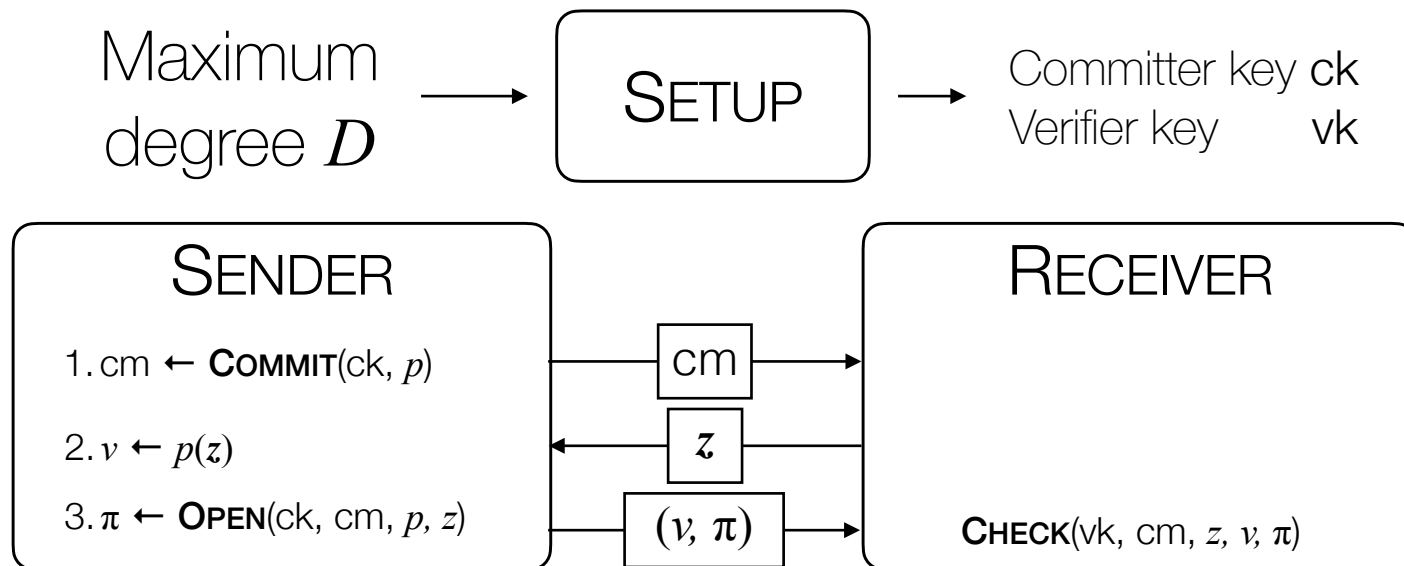 Maximum
degree D
SETUP
Committer key ck
Verifier key vk
SENDER
1. cm ← COMMIT(ck, p)
2. v ← p(z)
3. π ← OPEN(ck, cm, p, z)
cm
z
(v, π)
RECEIVER
CHECK(vk, cm, z, v, π)